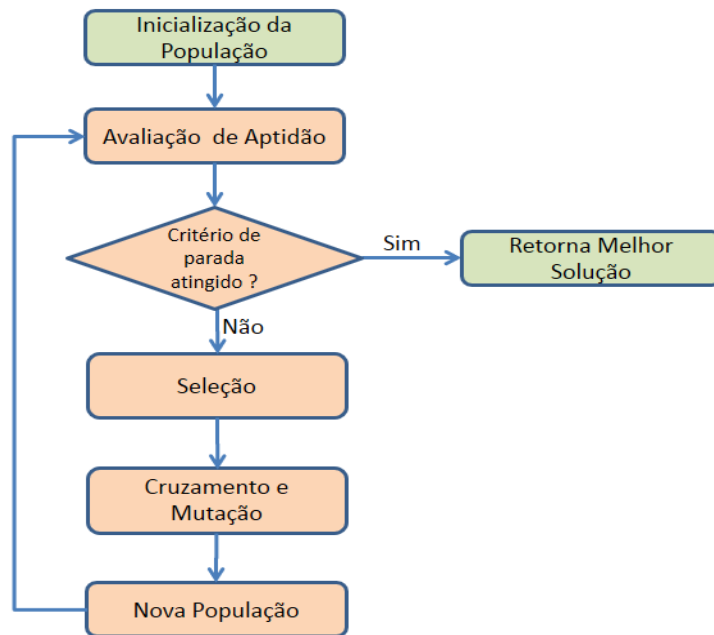 Inicialização da
População
Avaliação de Aptidão
Critério de
parada
atingido ?
Sim
Retorna Melhor
Solução
Não
Seleção
Cruzamento e
Mutação
Nova População